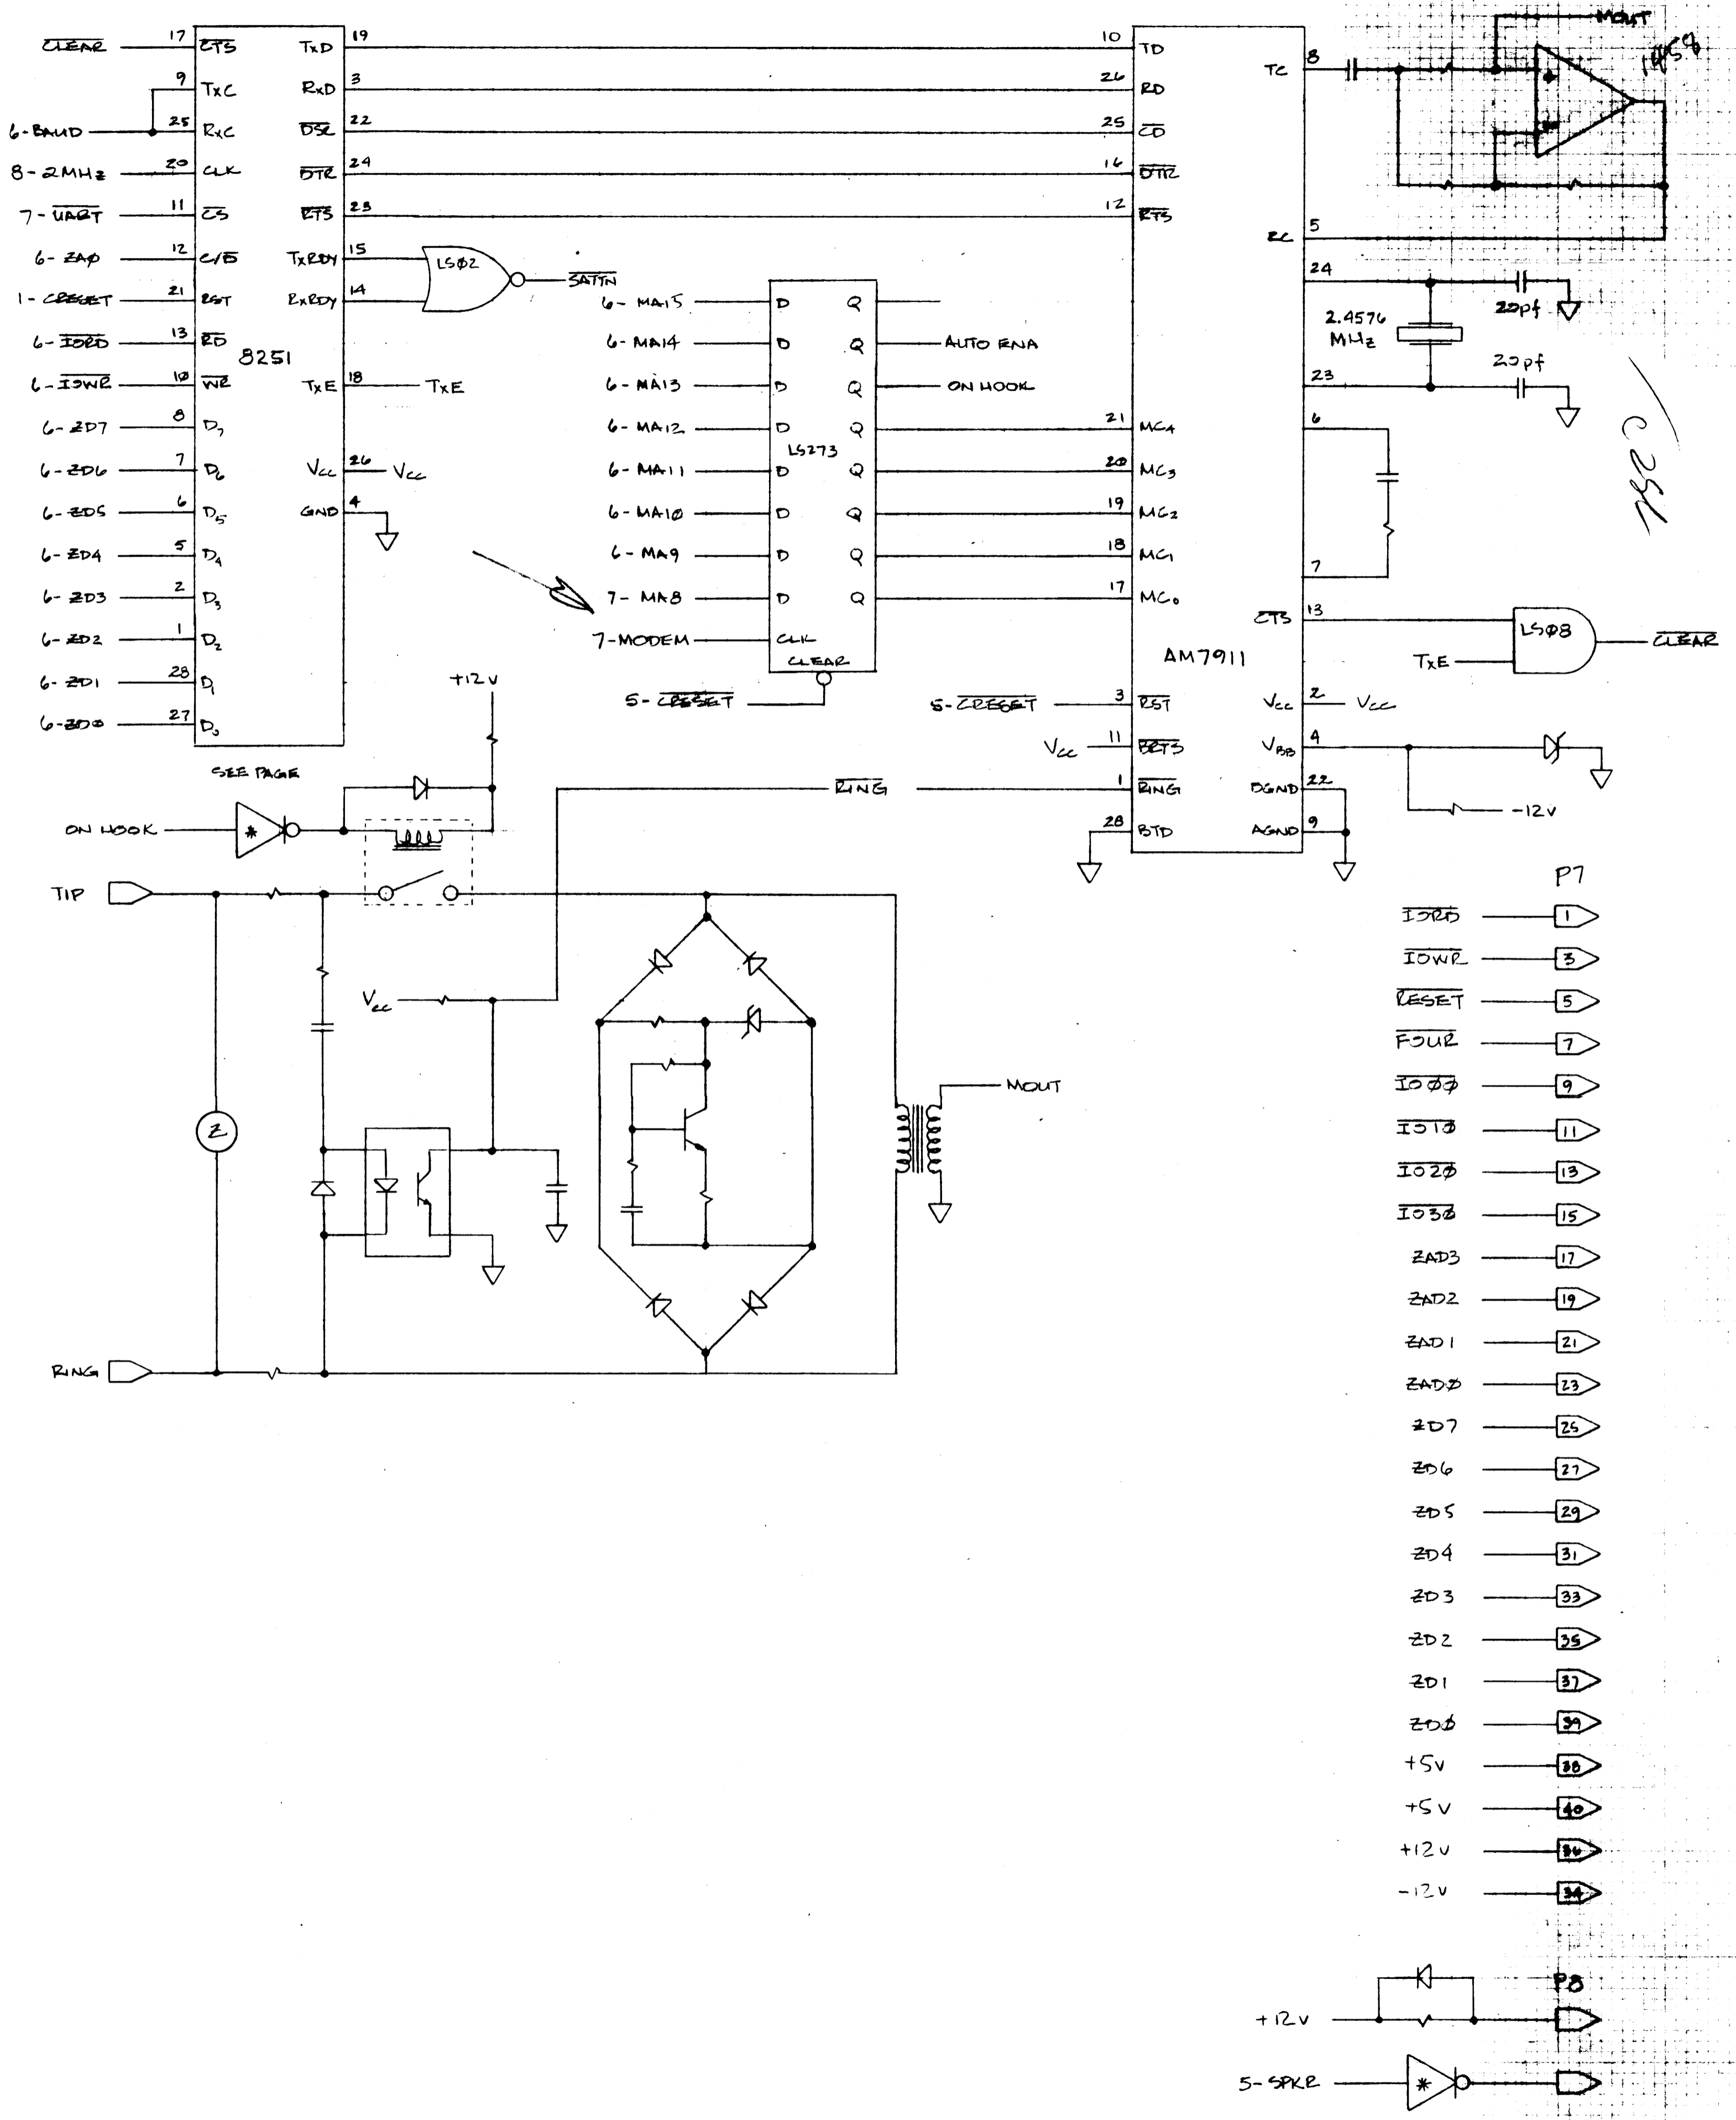 CLEAR 17 CTS TxD 19 10 TD
9 TxC RxD 3 26 RD
6-BAUD 25 RxC DSR 22 25 CD
8-2MHz 20 CLK DTR 24 16 DTR
7-UART 11 CS RTS 23 12 RTS
6-ZAØ 12 C/D TxRDY 15
1-CRESET 21 RST RxRDY 14
6-IORD 13 RD
6-IOWR 10 WR TxE 18 TxE
6-ZD7 8 D7
6-ZD6 7 D6 Vcc 26 Vcc
6-ZD5 6 D5 GND 4
6-ZD4 5 D4
6-ZD3 2 D3
6-ZD2 1 D2
6-ZD1 28 D1
6-ZDØ 27 D0
8251
SEE PAGE
LSØ2
SATTN
6-MA15 D Q
6-MA14 D Q AUTO ENA
6-MA13 D Q ON HOOK
6-MA12 D Q 21 MC4
LS273
6-MA11 D Q 20 MC3
6-MA10 D Q 19 MC2
6-MA9 D Q 18 MC1
7-MA8 D Q 17 MC0
7-MODEM CLK
CLEAR
5-CRESET
AM7911
5-CRESET 3 RST
Vcc 11 BRTS
RING 1 RING
28 BTD
MOUT
1458
TC 8
RC 5
24
20pf
2.4576
MHz
23
20pf
6
7
CTS 13
LSØ8
CLEAR
TxE
Vcc 2 Vcc
VBB 4
DGND 22
-12V
AGND 9
+12V
ON HOOK *
TIP
Vcc
MOUT
Z
RING
P7
IORD 1
IOWR 3
RESET 5
FOUR 7
IOØØ 9
IO1Ø 11
IO2Ø 13
IO3Ø 15
ZAD3 17
ZAD2 19
ZAD1 21
ZADØ 23
ZD7 25
ZD6 27
ZD5 29
ZD4 31
ZD3 33
ZD2 35
ZD1 37
ZDØ 39
+5V 38
+5V 40
+12V 36
-12V 34
P8
+12V
5-SPKR *